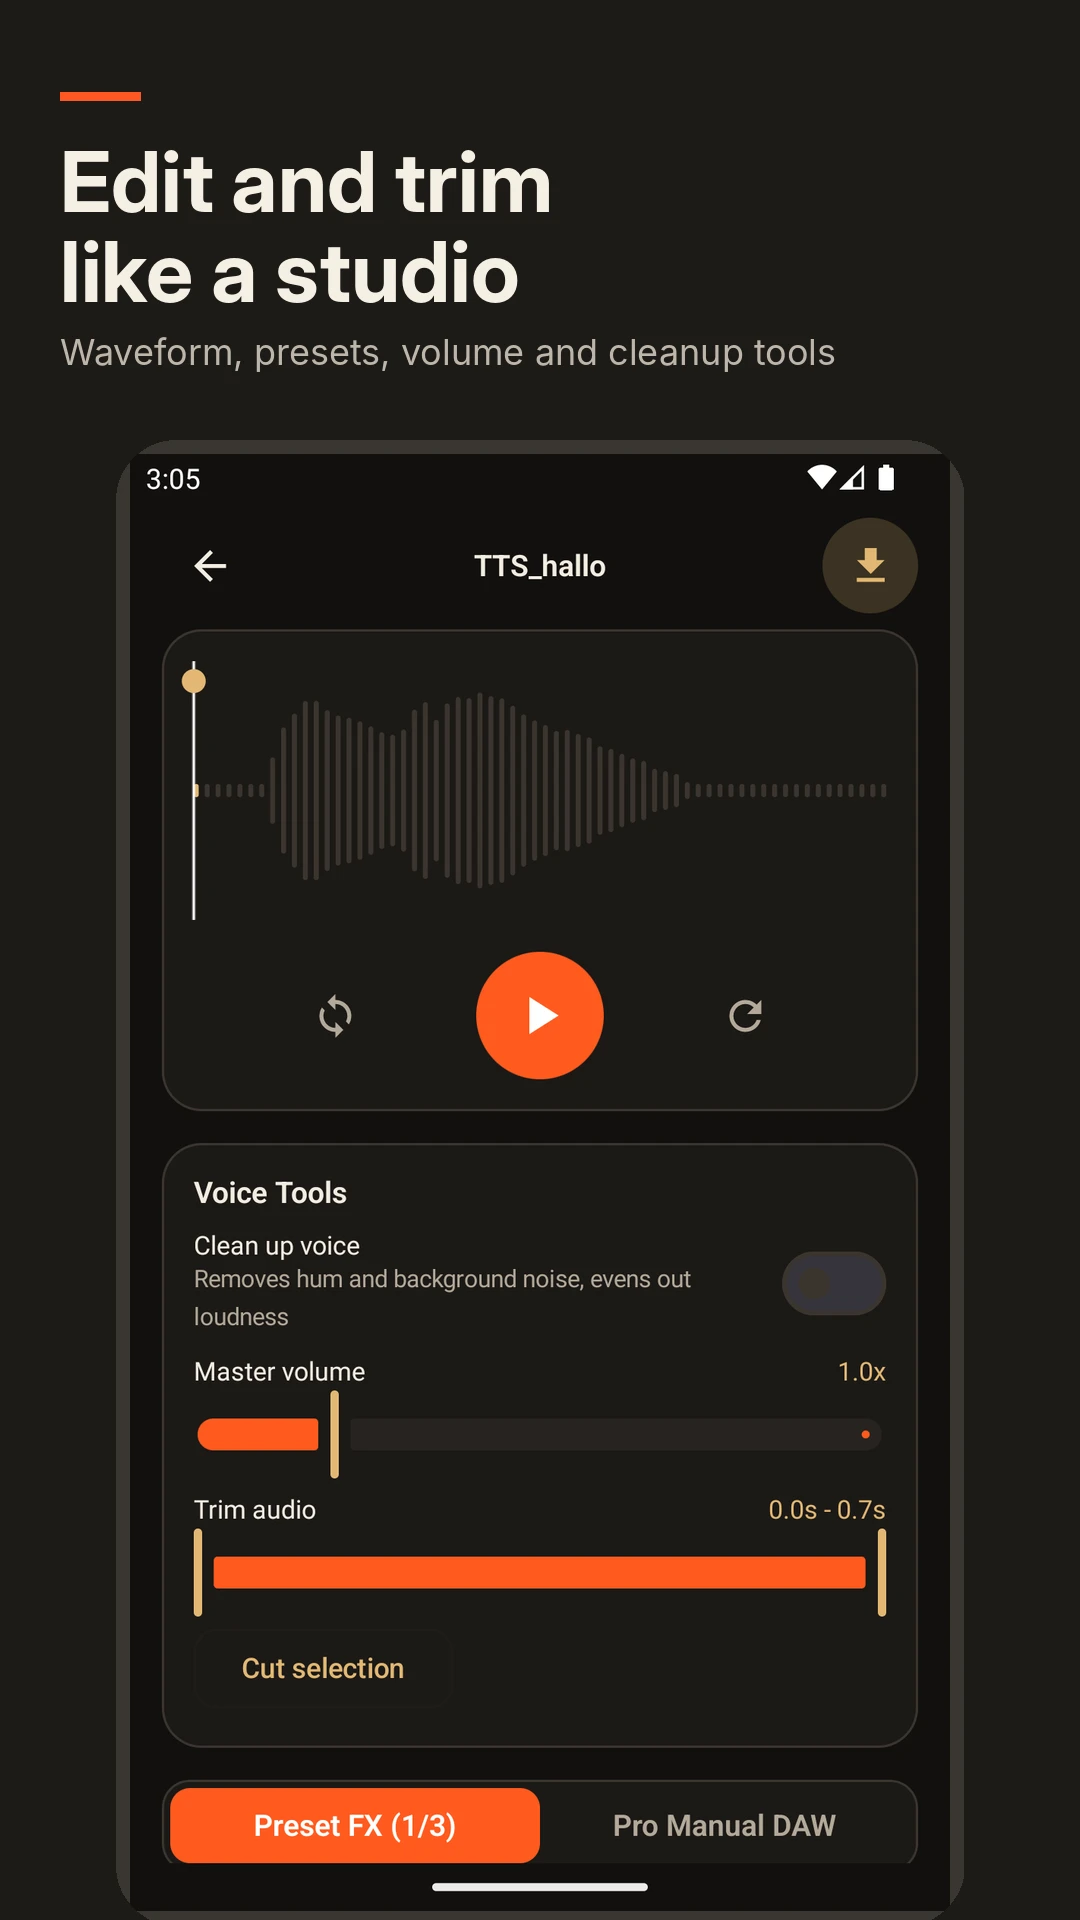 Edit and trim
like a studio
Waveform, presets, volume and cleanup tools
3:05
TTS_hallo
Voice Tools
Clean up voice
Removes hum and background noise, evens out
loudness
Master volume 1.0x
Trim audio 0.0s - 0.7s
Cut selection
Preset FX (1/3) Pro Manual DAW